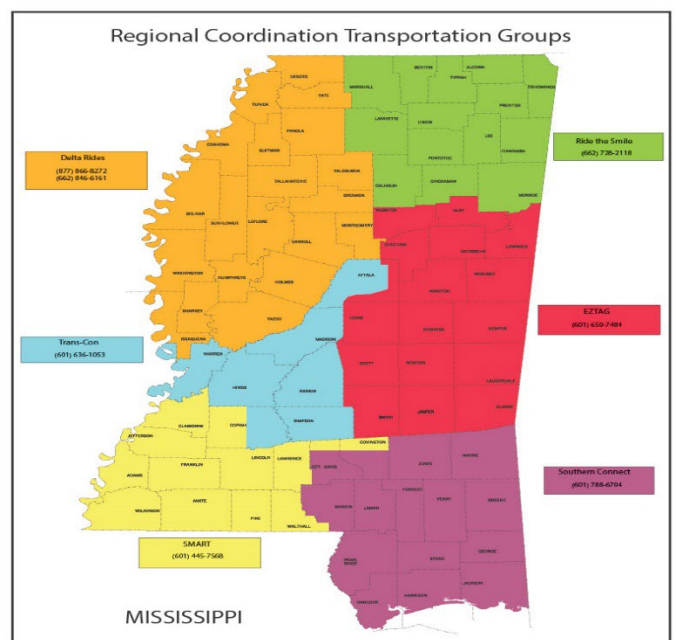 Regional Coordination Transportation Groups
DESOTO
BENTON
ALCORN
MARSHALL
TIPPAH
TISHOMINGO
TUNICA
TATE
PRENTISS
LAFAYETTE
UNION
PANOLA
LEE
COAHOMA
QUITMAN
ITAWAMBA
Ride the Smile
(662) 728-2118
Delta Rides
(877) 866-8272
(662) 846-6161
PONTOTOC
YALOBUSHA
TALLAHATCHIE
CALHOUN
CHICKASAW
GRENADA
MONROE
BOLIVAR
WEBSTER
CLAY
SUNFLOWER
LEFLORE
MONTGOMERY
CARROLL
CHOCTAW
OKTIBBEHA
LOWNDES
WASHINGTON
HUMPHREYS
HOLMES
ATTALA
WINSTON
NOXUBEE
SHARKEY
YAZOO
LEAKE
NESHOBA
KEMPER
EZTAG
(601) 659-7484
ISSAQUENA
MADISON
Trans-Con
(601) 636-1053
WARREN
SCOTT
NEWTON
LAUDERDALE
HINDS
RANKIN
SIMPSON
SMITH
JASPER
CLARKE
CLAIBORNE
COPIAH
JEFFERSON
COVINGTON
LINCOLN
LAWRENCE
JEFF DAVIS
JONES
WAYNE
ADAMS
FRANKLIN
Southern Connect
(601) 788-6704
MARION
LAMAR
FORREST
PERRY
GREENE
WILKINSON
AMITE
PIKE
WALTHALL
SMART
(601) 445-7568
PEARL
RIVER
STONE
GEORGE
JACKSON
HARRISON
HANCOCK
MISSISSIPPI